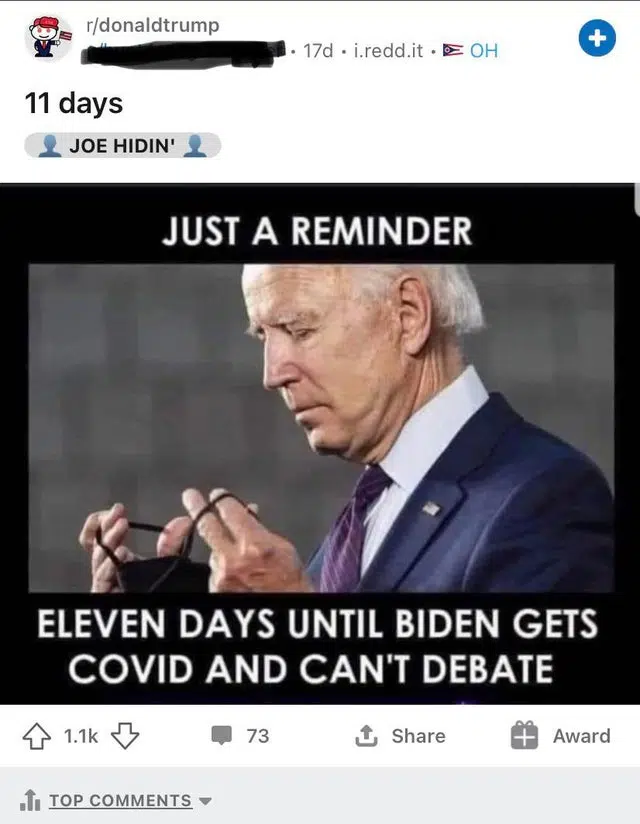 r/donaldtrump
• 17d • i.redd.it • OH
11 days
JOE HIDIN'
JUST A REMINDER
ELEVEN DAYS UNTIL BIDEN GETS
COVID AND CAN'T DEBATE
1.1k
73
Share
Award
TOP COMMENTS